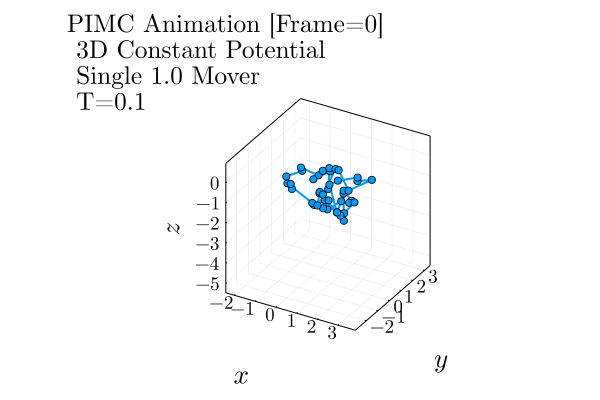 PIMC Animation [Frame=0]
3D Constant Potential
Single 1.0 Mover
T=0.1
0
−1
−2
−3
−4
−5
z
−2
−1
0
1
2
3
x
−2
−1
0
1
2
3
y